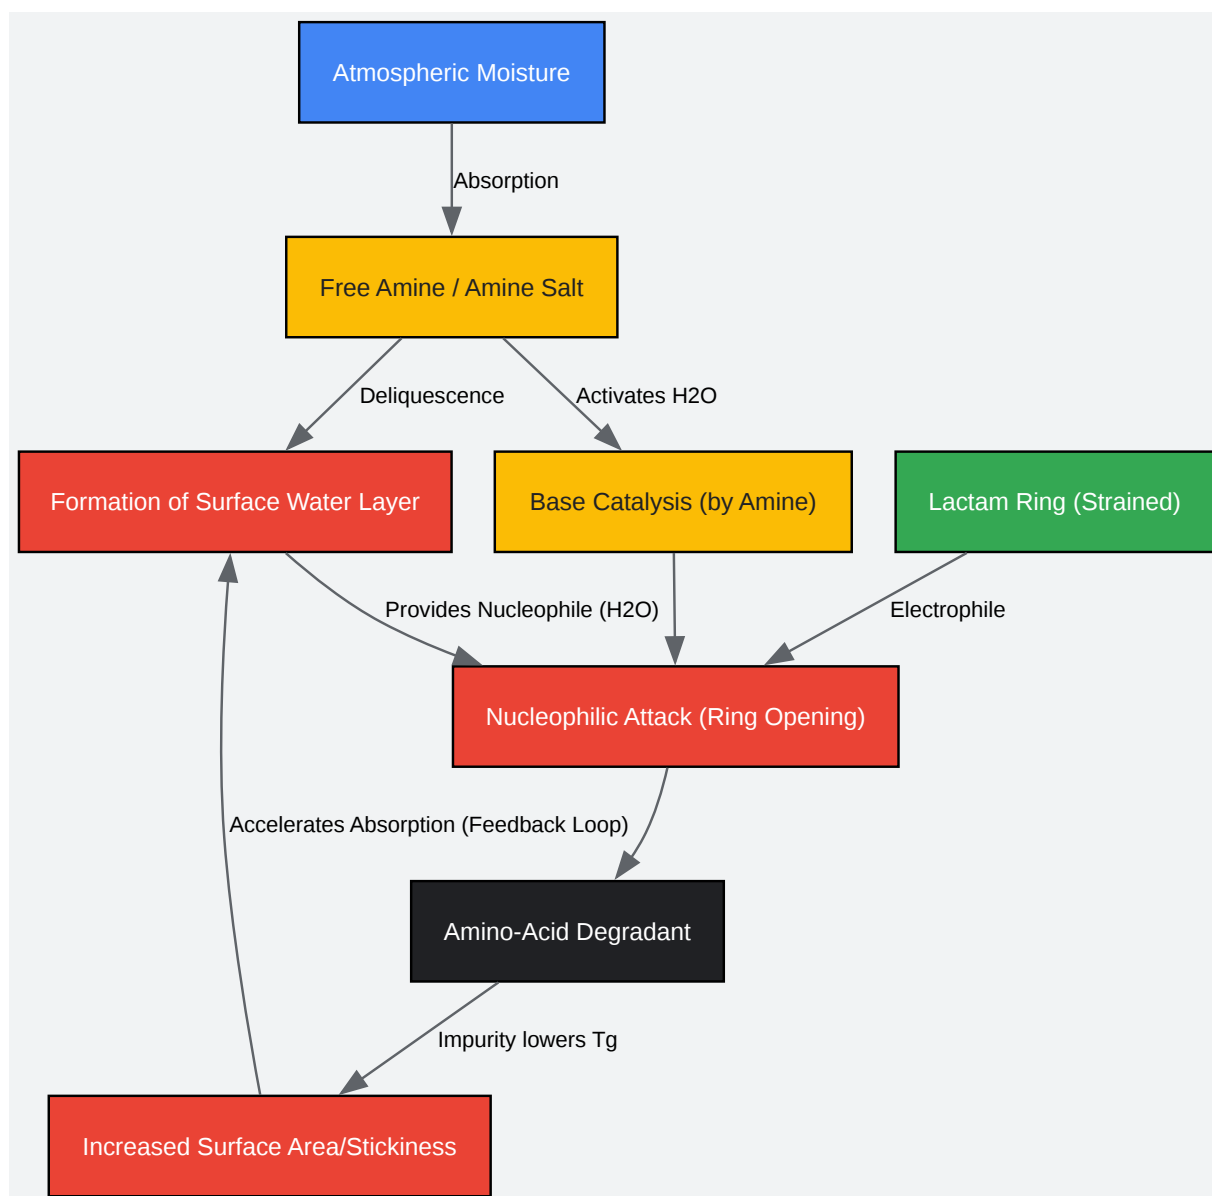 Atmospheric Moisture
Absorption
Free Amine / Amine Salt
Deliquescence
Activates H2O
Formation of Surface Water Layer
Base Catalysis (by Amine)
Lactam Ring (Strained)
Provides Nucleophile (H2O)
Electrophile
Nucleophilic Attack (Ring Opening)
Accelerates Absorption (Feedback Loop)
Amino-Acid Degradant
Impurity lowers Tg
Increased Surface Area/Stickiness